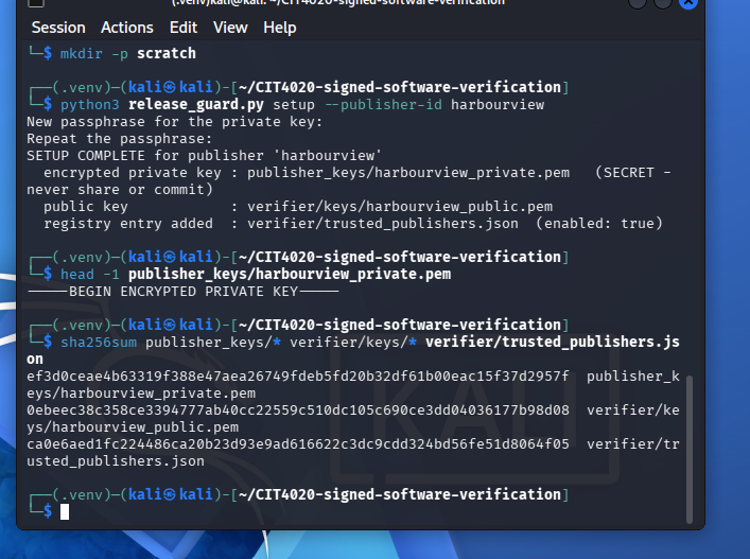 (.venv)kali@kali: ~/CIT4020-signed-software-verification
Session Actions Edit View Help
└─$ mkdir -p scratch
┌──(.venv)─(kali㉿kali)-[~/CIT4020-signed-software-verification]
└─$ python3 release_guard.py setup --publisher-id harbourview
New passphrase for the private key:
Repeat the passphrase:
SETUP COMPLETE for publisher 'harbourview'
encrypted private key : publisher_keys/harbourview_private.pem (SECRET -
never share or commit)
public key : verifier/keys/harbourview_public.pem
registry entry added : verifier/trusted_publishers.json (enabled: true)
┌──(.venv)─(kali㉿kali)-[~/CIT4020-signed-software-verification]
└─$ head -1 publisher_keys/harbourview_private.pem
-----BEGIN ENCRYPTED PRIVATE KEY-----
┌──(.venv)─(kali㉿kali)-[~/CIT4020-signed-software-verification]
└─$ sha256sum publisher_keys/* verifier/keys/* verifier/trusted_publishers.js
on
ef3d0ceae4b63319f388e47aea26749fdeb5fd20b32df61b00eac15f37d2957f publisher_k
eys/harbourview_private.pem
0ebeec38c358ce3394777ab40cc22559c510dc105c690ce3dd04036177b98d08 verifier/ke
ys/harbourview_public.pem
ca0e6aed1fc224486ca20b23d93e9ad616622c3dc9cdd324bd56fe51d8064f05 verifier/tr
usted_publishers.json
┌──(.venv)─(kali㉿kali)-[~/CIT4020-signed-software-verification]
└─$
KALI